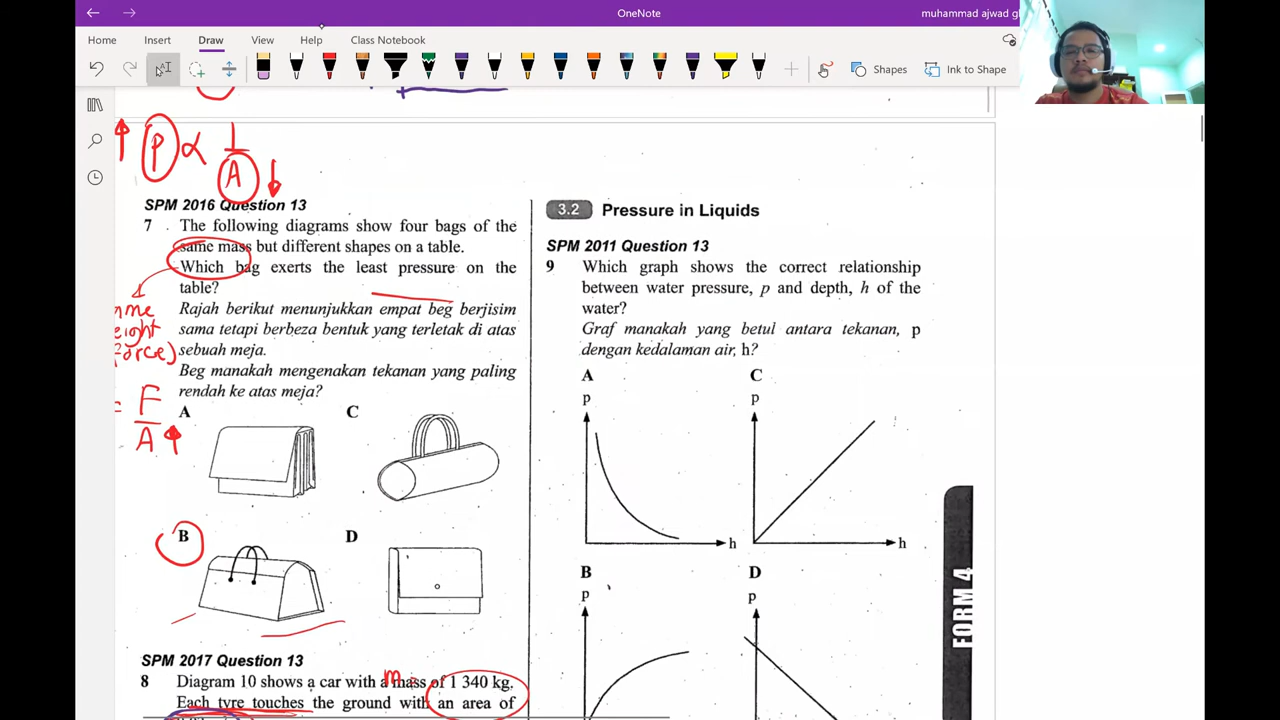 OneNote
muhammad ajwad gh
Home Insert Draw View Help Class Notebook
Shapes Ink to Shape
p ∝ 1/A
SPM 2016 Question 13
7 The following diagrams show four bags of the
same mass but different shapes on a table.
Which bag exerts the least pressure on the
table?
Rajah berikut menunjukkan empat beg berjisim
sama tetapi berbeza bentuk yang terletak di atas
sebuah meja.
Beg manakah mengenakan tekanan yang paling
rendah ke atas meja?
= F/A
A
C
B
D
SPM 2017 Question 13
8 Diagram 10 shows a car with a mass of 1 340 kg.
m
Each tyre touches the ground with an area of
3.2 Pressure in Liquids
SPM 2011 Question 13
9 Which graph shows the correct relationship
between water pressure, p and depth, h of the
water?
Graf manakah yang betul antara tekanan, p
dengan kedalaman air, h?
A
p
h
C
p
h
B
p
D
p
FORM 4